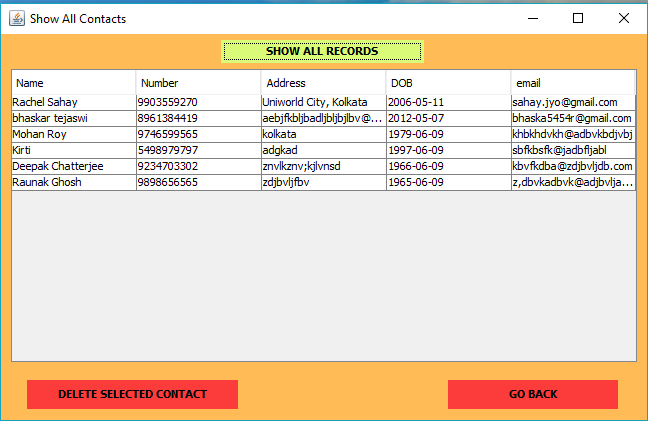 Show All Contacts
SHOW ALL RECORDS
Name Number Address DOB email
Rachel Sahay 9903559270 Uniworld City, Kolkata 2006-05-11 sahay.jyo@gmail.com
bhaskar tejaswi 8961384419 aebjfkbljbadljbljbjlbv@... 2012-05-07 bhaska5454r@gmail.com
Mohan Roy 9746599565 kolkata 1979-06-09 khbkhdvkh@adbvkbdjvbj
Kirti 5498979797 adgkad 1997-06-09 sbfkbsfk@jadbfljabl
Deepak Chatterjee 9234703302 znvlkznv;kjlvnsd 1966-06-09 kbvfkdba@zdjbvljdb.com
Raunak Ghosh 9898656565 zdjbvljfbv 1965-06-09 z,dbvkadbvk@adjbvlja...
DELETE SELECTED CONTACT GO BACK